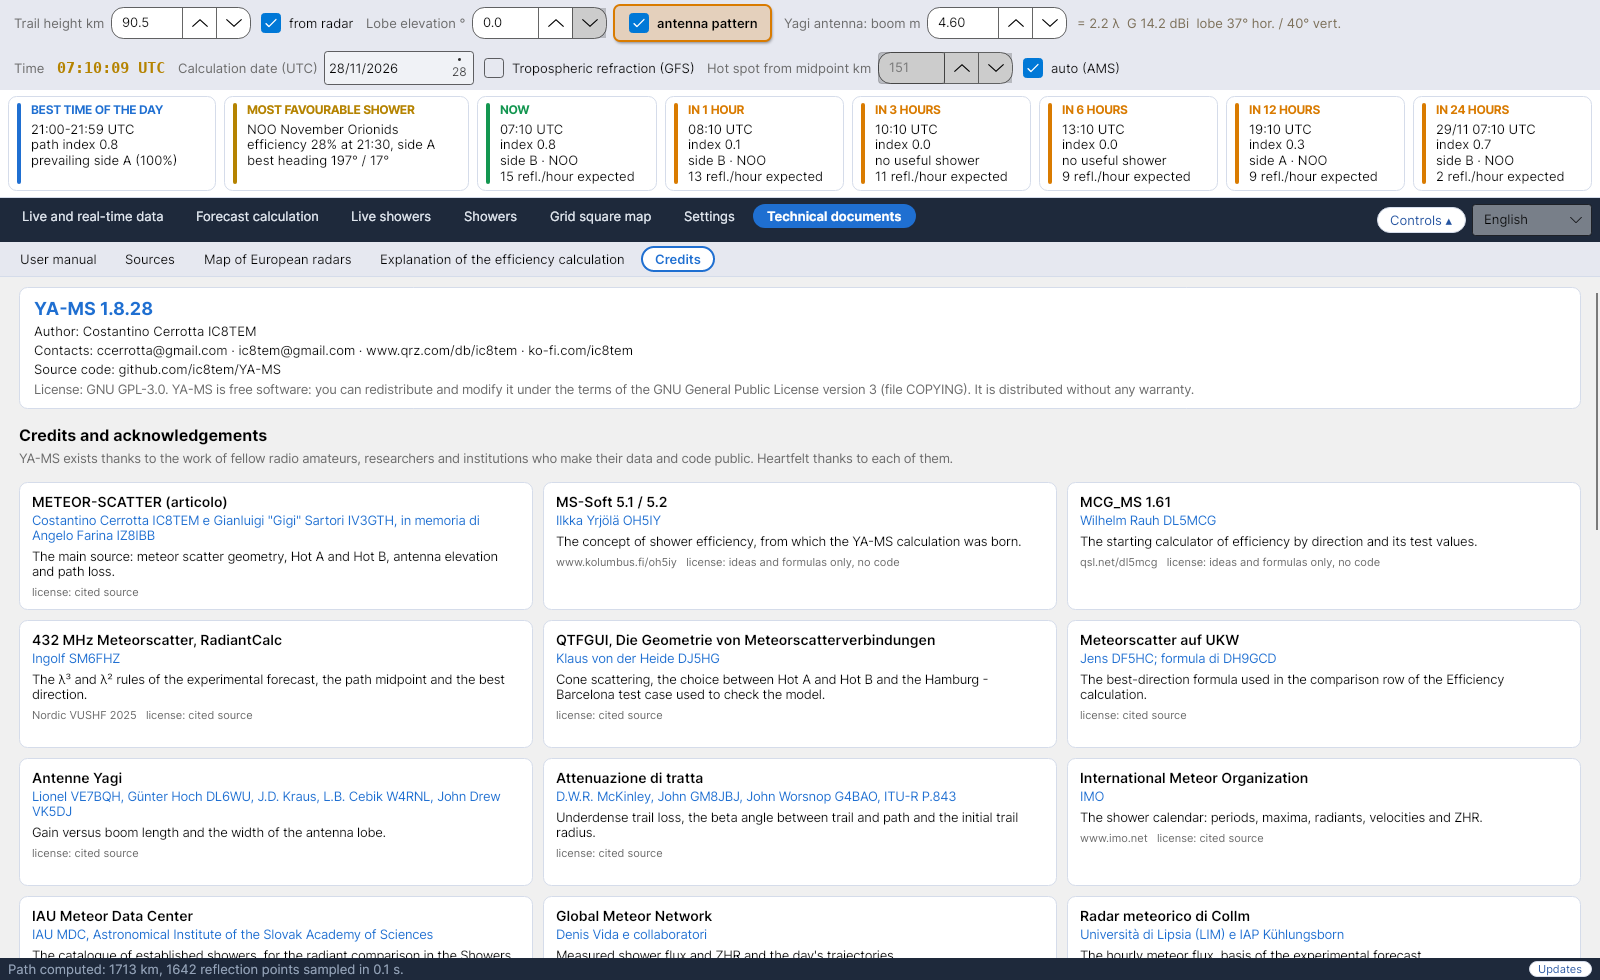 Trail height km 90.5 from radar Lobe elevation ° 0.0 antenna pattern Yagi antenna: boom m 4.60 = 2.2 λ G 14.2 dBi lobe 37° hor. / 40° vert.
Time 07:10:09 UTC Calculation date (UTC) 28/11/2026 28 Tropospheric refraction (GFS) Hot spot from midpoint km 151 auto (AMS)
BEST TIME OF THE DAY
21:00-21:59 UTC
path index 0.8
prevailing side A (100%)
MOST FAVOURABLE SHOWER
NOO November Orionids
efficiency 28% at 21:30, side A
best heading 197° / 17°
NOW
07:10 UTC
index 0.8
side B · NOO
15 refl./hour expected
IN 1 HOUR
08:10 UTC
index 0.1
side B · NOO
13 refl./hour expected
IN 3 HOURS
10:10 UTC
index 0.0
no useful shower
11 refl./hour expected
IN 6 HOURS
13:10 UTC
index 0.0
no useful shower
9 refl./hour expected
IN 12 HOURS
19:10 UTC
index 0.3
side A · NOO
9 refl./hour expected
IN 24 HOURS
29/11 07:10 UTC
index 0.7
side B · NOO
2 refl./hour expected
Live and real-time data Forecast calculation Live showers Showers Grid square map Settings Technical documents Controls ▴ English
User manual Sources Map of European radars Explanation of the efficiency calculation Credits
YA-MS 1.8.28
Author: Costantino Cerrotta IC8TEM
Contacts: ccerrotta@gmail.com · ic8tem@gmail.com · www.qrz.com/db/ic8tem · ko-fi.com/ic8tem
Source code: github.com/ic8tem/YA-MS
License: GNU GPL-3.0. YA-MS is free software: you can redistribute and modify it under the terms of the GNU General Public License version 3 (file COPYING). It is distributed without any warranty.
Credits and acknowledgements
YA-MS exists thanks to the work of fellow radio amateurs, researchers and institutions who make their data and code public. Heartfelt thanks to each of them.
METEOR-SCATTER (articolo)
Costantino Cerrotta IC8TEM e Gianluigi "Gigi" Sartori IV3GTH, in memoria di
Angelo Farina IZ8IBB
The main source: meteor scatter geometry, Hot A and Hot B, antenna elevation
and path loss.
license: cited source
MS-Soft 5.1 / 5.2
Ilkka Yrjölä OH5IY
The concept of shower efficiency, from which the YA-MS calculation was born.
www.kolumbus.fi/oh5iy license: ideas and formulas only, no code
MCG_MS 1.61
Wilhelm Rauh DL5MCG
The starting calculator of efficiency by direction and its test values.
qsl.net/dl5mcg license: ideas and formulas only, no code
432 MHz Meteorscatter, RadiantCalc
Ingolf SM6FHZ
The λ³ and λ² rules of the experimental forecast, the path midpoint and the best
direction.
Nordic VUSHF 2025 license: cited source
QTFGUI, Die Geometrie von Meteorscatterverbindungen
Klaus von der Heide DJ5HG
Cone scattering, the choice between Hot A and Hot B and the Hamburg -
Barcelona test case used to check the model.
license: cited source
Meteorscatter auf UKW
Jens DF5HC; formula di DH9GCD
The best-direction formula used in the comparison row of the Efficiency
calculation.
license: cited source
Antenne Yagi
Lionel VE7BQH, Günter Hoch DL6WU, J.D. Kraus, L.B. Cebik W4RNL, John Drew
VK5DJ
Gain versus boom length and the width of the antenna lobe.
license: cited source
Attenuazione di tratta
D.W.R. McKinley, John GM8JBJ, John Worsnop G4BAO, ITU-R P.843
Underdense trail loss, the beta angle between trail and path and the initial trail
radius.
license: cited source
International Meteor Organization
IMO
The shower calendar: periods, maxima, radiants, velocities and ZHR.
www.imo.net license: cited source
IAU Meteor Data Center
IAU MDC, Astronomical Institute of the Slovak Academy of Sciences
The catalogue of established showers, for the radiant comparison in the Showers
Global Meteor Network
Denis Vida e collaboratori
Measured shower flux and ZHR and the day's trajectories.
Radar meteorico di Collm
Università di Lipsia (LIM) e IAP Kühlungsborn
The hourly meteor flux, basis of the experimental forecast.
Path computed: 1713 km, 1642 reflection points sampled in 0.1 s. Updates